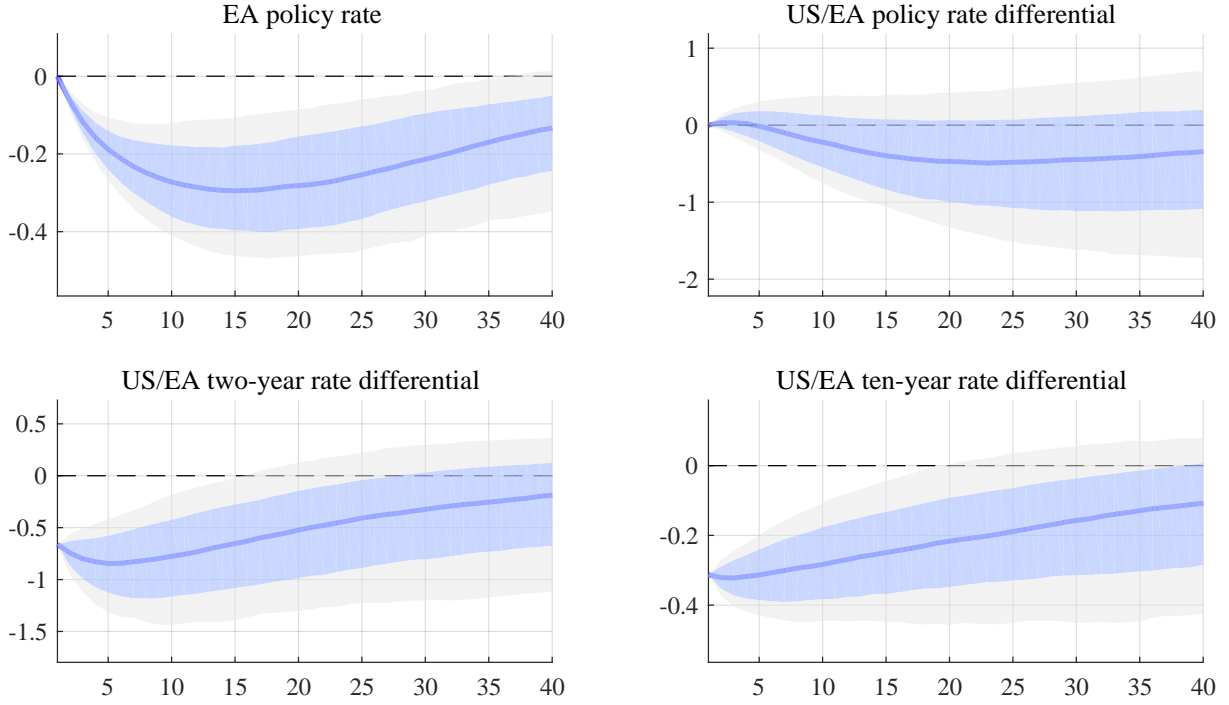 EA policy rate
0
-0.2
-0.4
5 10 15 20 25 30 35 40
US/EA policy rate differential
1
0
-1
-2
5 10 15 20 25 30 35 40
US/EA two-year rate differential
0.5
0
-0.5
-1
-1.5
5 10 15 20 25 30 35 40
US/EA ten-year rate differential
0
-0.2
-0.4
5 10 15 20 25 30 35 40